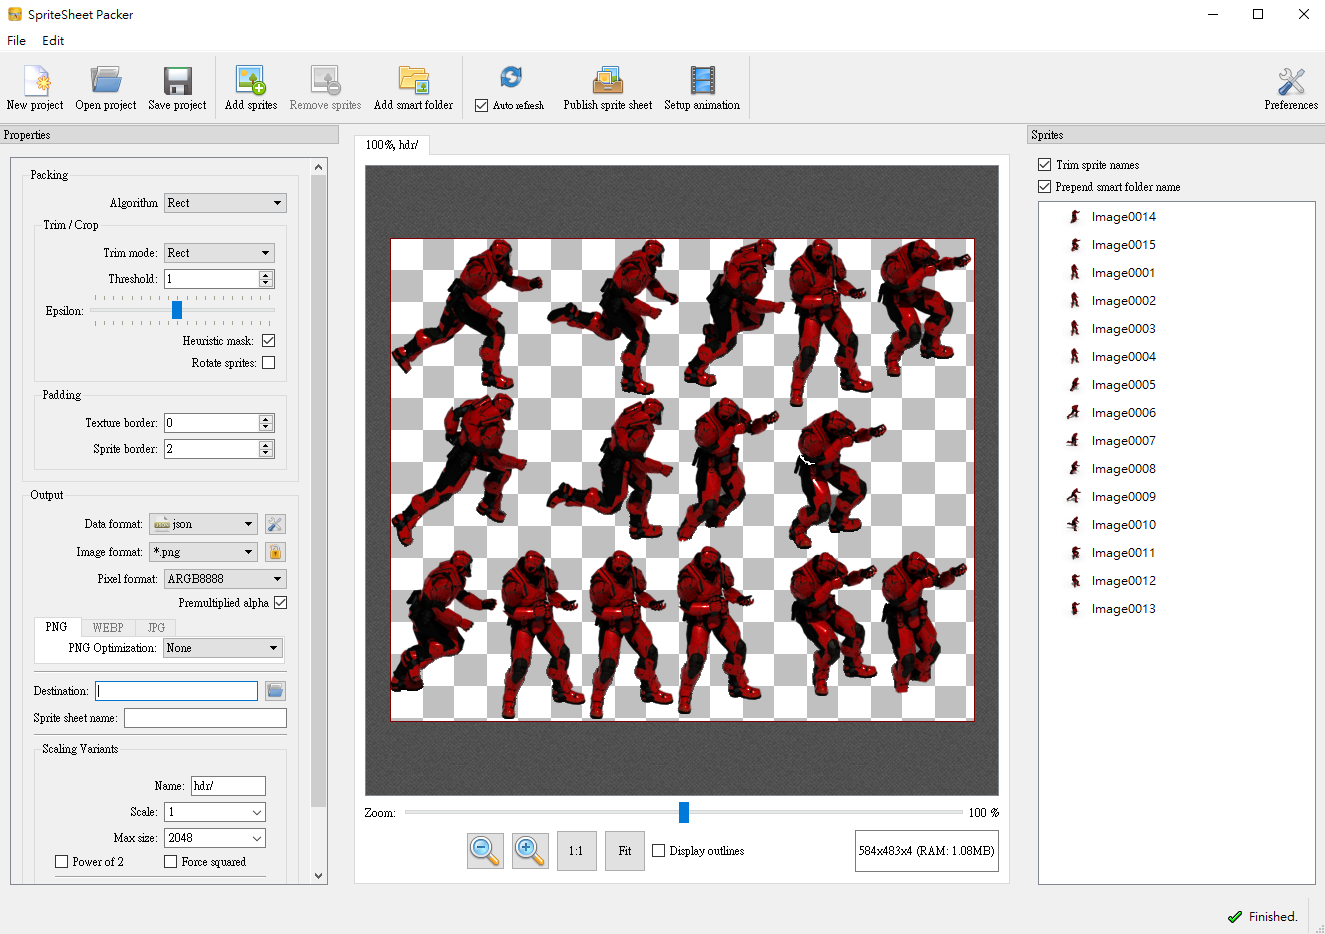 SpriteSheet Packer
File Edit
New project Open project Save project Add sprites Remove sprites Add smart folder Auto refresh Publish sprite sheet Setup animation Preferences
Properties
Packing
Algorithm Rect
Trim / Crop
Trim mode: Rect
Threshold: 1
Epsilon:
Heuristic mask:
Rotate sprites:
Padding
Texture border: 0
Sprite border: 2
Output
Data format: json
Image format: *.png
Pixel format: ARGB8888
Premultiplied alpha
PNG WEBP JPG
PNG Optimization: None
Destination:
Sprite sheet name:
Scaling Variants
Name: hdr/
Scale: 1
Max size: 2048
Power of 2 Force squared
100%, hdr/
Zoom: 100 %
1:1 Fit Display outlines 584x483x4 (RAM: 1.08MB)
Sprites
Trim sprite names
Prepend smart folder name
Image0014
Image0015
Image0001
Image0002
Image0003
Image0004
Image0005
Image0006
Image0007
Image0008
Image0009
Image0010
Image0011
Image0012
Image0013
Finished.